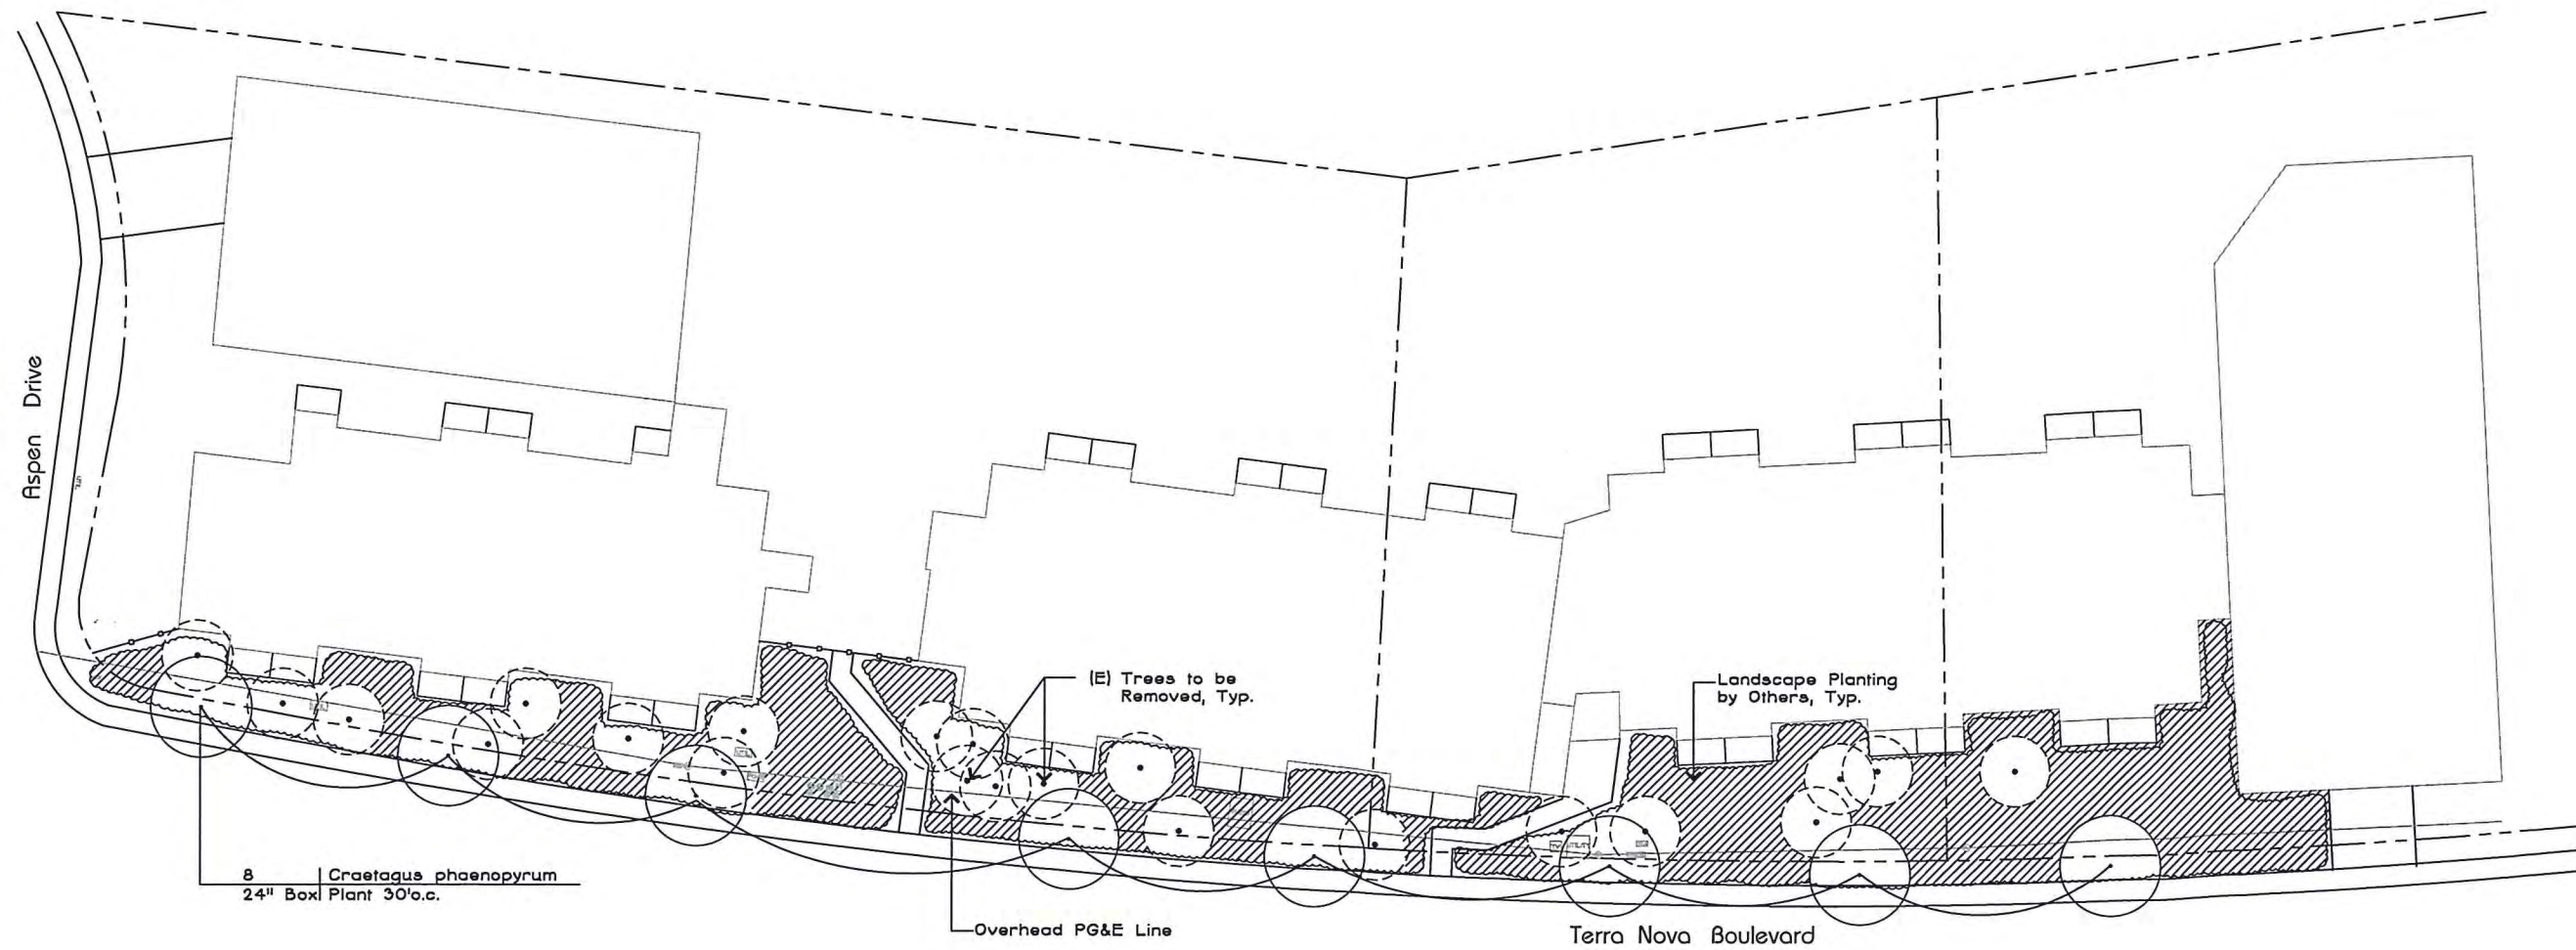 Aspen Drive
(E) Trees to be
Removed, Typ.
Landscape Planting
by Others, Typ.
8 Craetagus phaenopyrum
24" Box Plant 30'o.c.
Overhead PG&E Line
Terra Nova Boulevard